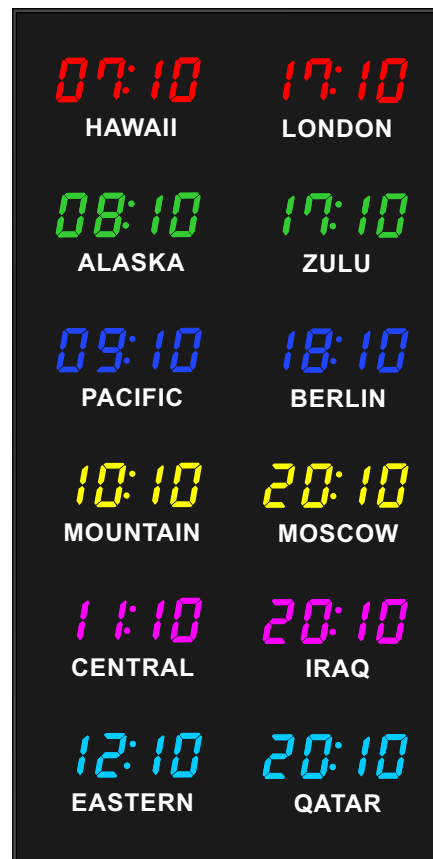 07:10 17:10
HAWAII LONDON
08:10 17:10
ALASKA ZULU
09:10 18:10
PACIFIC BERLIN
10:10 20:10
MOUNTAIN MOSCOW
11:10 20:10
CENTRAL IRAQ
12:10 20:10
EASTERN QATAR